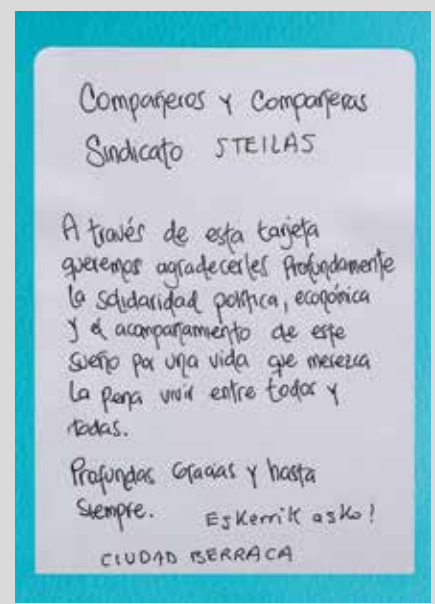 Compañeros y Compañeras
Sindicato STEILAS
A través de esta tarjeta
queremos agradecerles Profundamente
la solidaridad política, económica
y el acompañamiento de este
sueño por una vida que merezca
la pena vivir entre todos y
todas.
Profundas Gracias y hasta
siempre. Eskerrik asko!
CIUDAD BERRACA